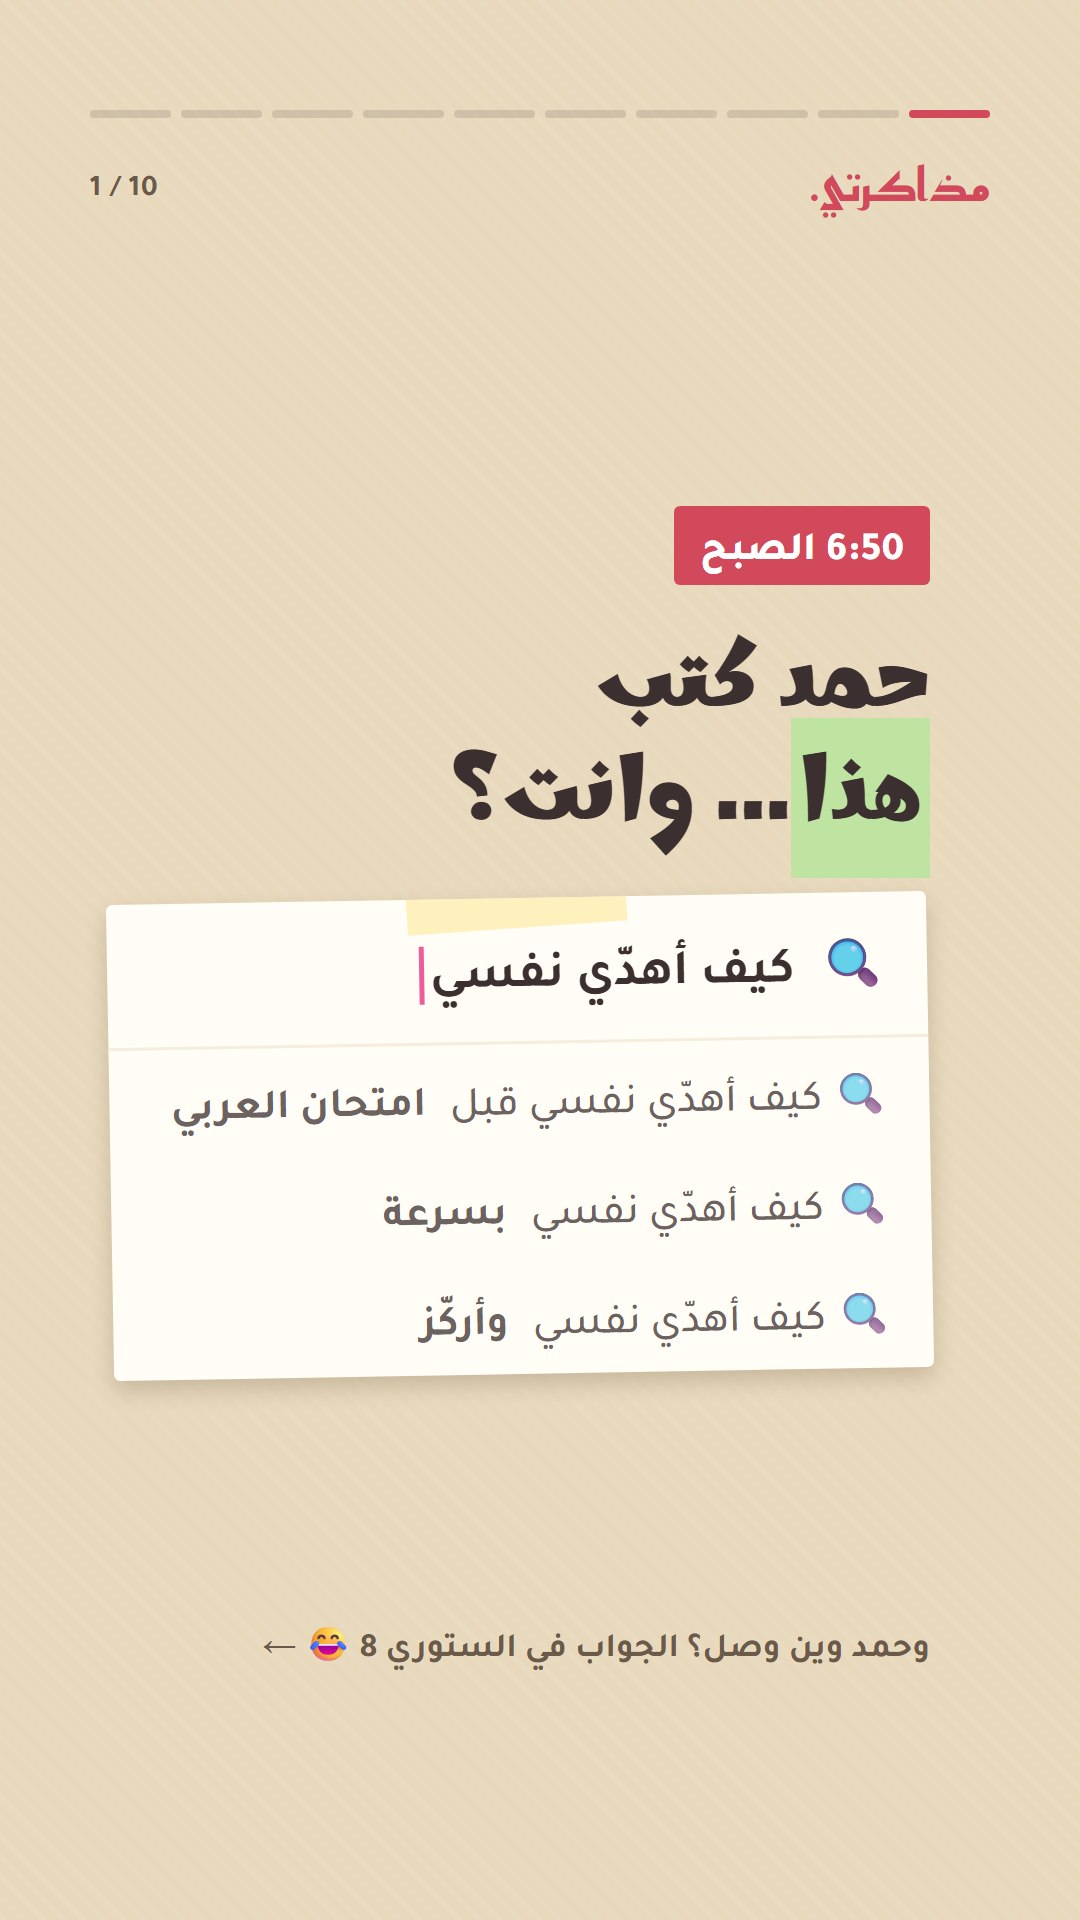 مذاكرتي.
1 / 10
6:50 الصبح
حمد كتب
هذا... وانت؟
كيف أهدّي نفسي
كيف أهدّي نفسي قبل امتحان العربي
كيف أهدّي نفسي بسرعة
كيف أهدّي نفسي وأركّز
وحمد وين وصل؟ الجواب في الستوري 8 😂 ←